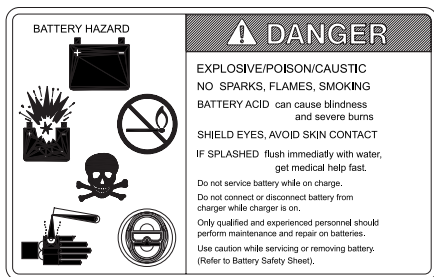 BATTERY HAZARD
DANGER
EXPLOSIVE/POISON/CAUSTIC
NO SPARKS, FLAMES, SMOKING
BATTERY ACID can cause blindness
and severe burns
SHIELD EYES, AVOID SKIN CONTACT
IF SPLASHED flush immediatly with water,
get medical help fast.
Do not service battery while on charge.
Do not connect or disconnect battery from
charger while charger is on.
Only qualified and experienced personnel should
perform maintenance and repair on batteries.
Use caution while servicing or removing battery.
(Refer to Battery Safety Sheet).